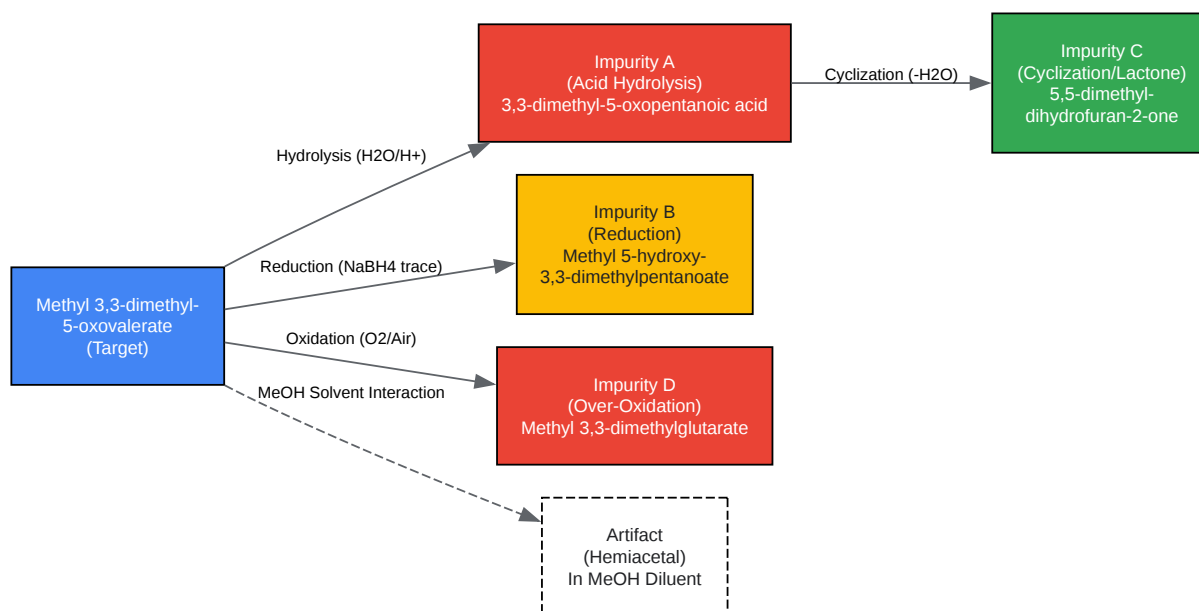 Methyl 3,3-dimethyl-
5-oxovalerate
(Target)
Hydrolysis (H2O/H+)
Impurity A
(Acid Hydrolysis)
3,3-dimethyl-5-oxopentanoic acid
Cyclization (-H2O)
Impurity C
(Cyclization/Lactone)
5,5-dimethyl-
dihydrofuran-2-one
Reduction (NaBH4 trace)
Impurity B
(Reduction)
Methyl 5-hydroxy-
3,3-dimethylpentanoate
Oxidation (O2/Air)
Impurity D
(Over-Oxidation)
Methyl 3,3-dimethylglutarate
MeOH Solvent Interaction
Artifact
(Hemiacetal)
In MeOH Diluent